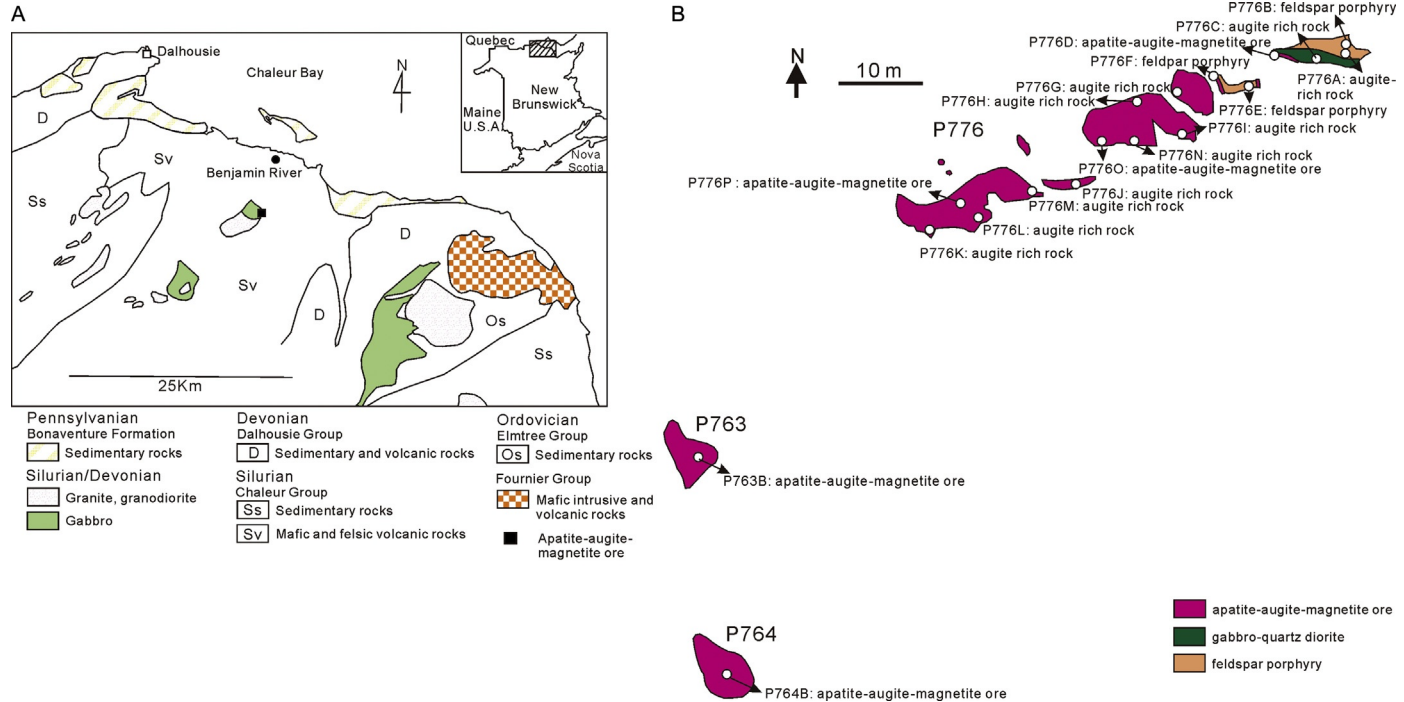 A
Dalhousie
Chaleur Bay
N
D
Sv
Benjamin River
Ss
D
Sv
D
Os
Ss
25Km
Quebec
New
Brunswick
Maine
U.S.A.
Nova
Scotia
Pennsylvanian
Bonaventure Formation
Sedimentary rocks
Silurian/Devonian
Granite, granodiorite
Gabbro
Devonian
Dalhousie Group
D Sedimentary and volcanic rocks
Silurian
Chaleur Group
Ss Sedimentary rocks
Sv Mafic and felsic volcanic rocks
Ordovician
Elmtree Group
Os Sedimentary rocks
Fournier Group
Mafic intrusive and
volcanic rocks
Apatite-augite-
magnetite ore
B
N
10 m
P776B: feldspar porphyry
P776C: augite rich rock
P776D: apatite-augite-magnetite ore
P776F: feldpar porphyry
P776A: augite-
rich rock
P776G: augite rich rock
P776H: augite rich rock
P776E: feldspar porphyry
P776
P776I: augite rich rock
P776N: augite rich rock
P776O: apatite-augite-magnetite ore
P776P : apatite-augite-magnetite ore
P776J: augite rich rock
P776M: augite rich rock
P776L: augite rich rock
P776K: augite rich rock
P763
P763B: apatite-augite-magnetite ore
P764
P764B: apatite-augite-magnetite ore
apatite-augite-magnetite ore
gabbro-quartz diorite
feldspar porphyry